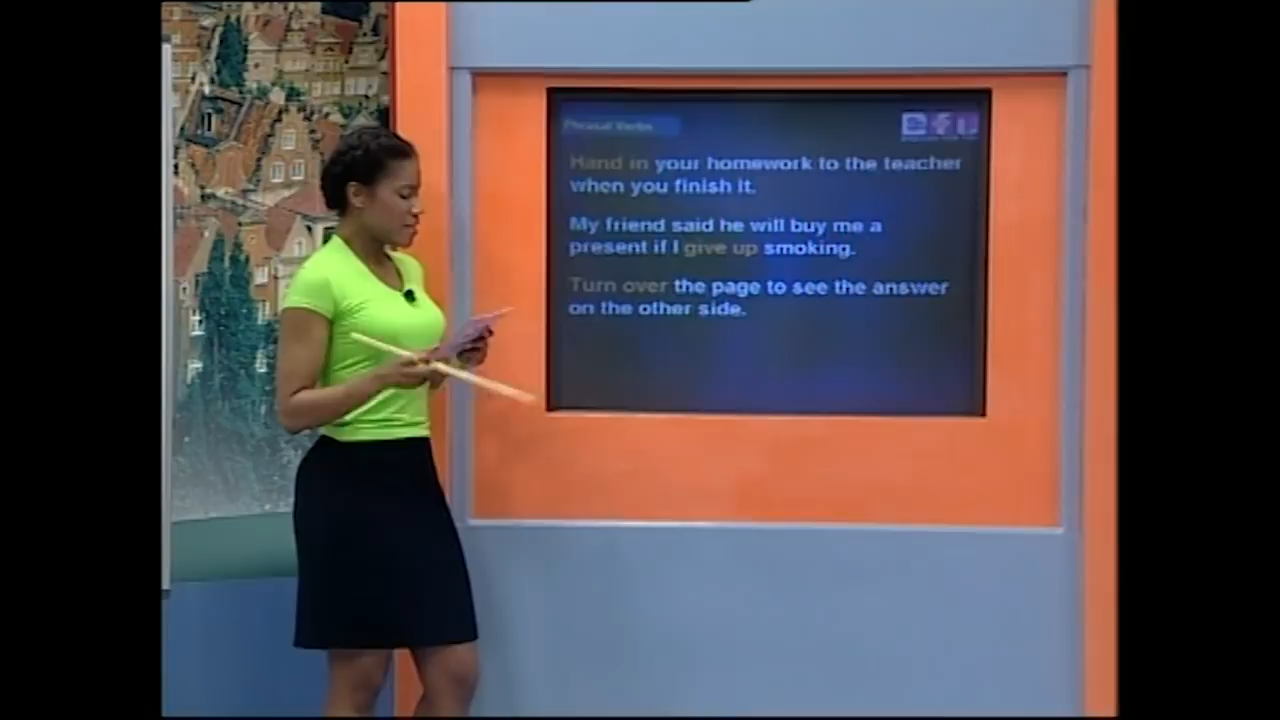 Phrasal Verbs
Hand in your homework to the teacher
when you finish it.
My friend said he will buy me a
present if I give up smoking.
Turn over the page to see the answer
on the other side.